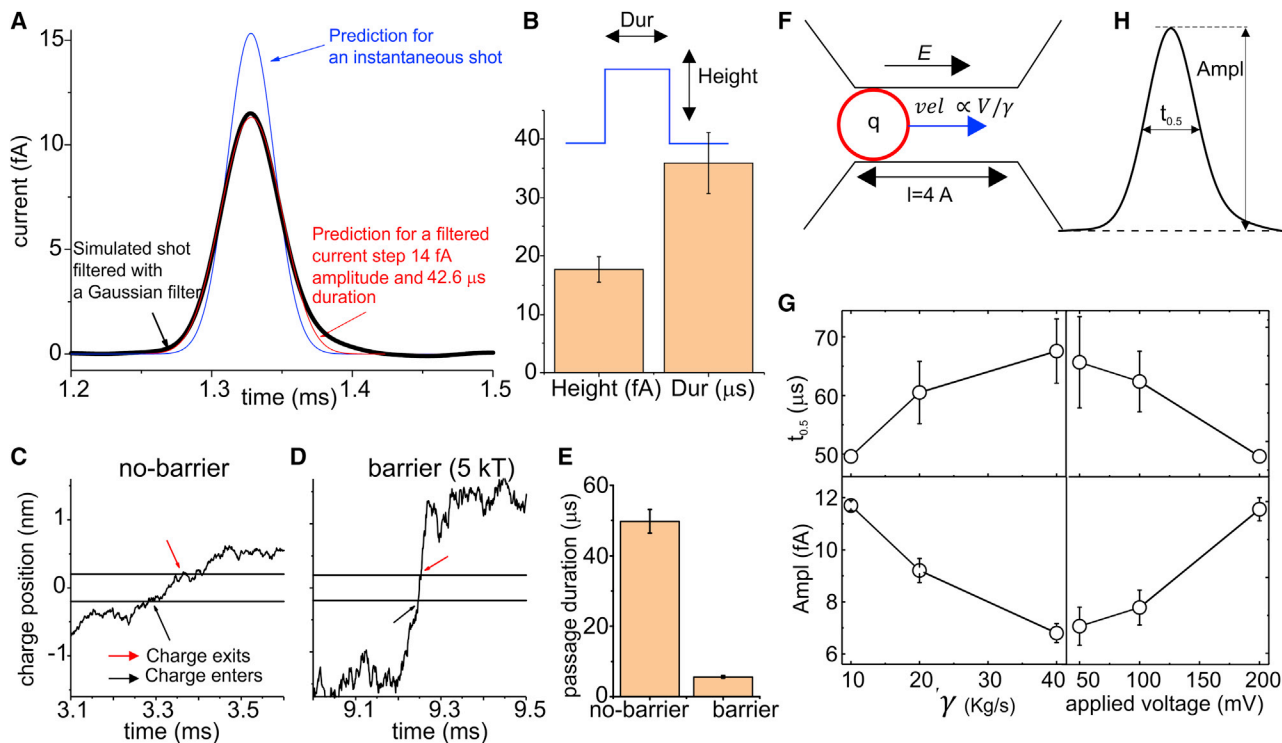 A
15
10
5
0
current (fA)
Prediction for
an instantaneous shot
Simulated shot
filtered with
a Gaussian filter
Prediction for a filtered
current step 14 fA
amplitude and 42.6 μs
duration
1.2
1.3
1.4
1.5
time (ms)
B
Dur
Height
40
30
20
10
0
Height (fA)
Dur (μs)
C
no-barrier
charge position (nm)
1
0
-1
Charge exits
Charge enters
3.1
3.3
3.5
time (ms)
D
barrier (5 kT)
9.1
9.3
9.5
time (ms)
E
passage duration (μs)
60
40
20
0
no-barrier
barrier
F
E
q
vel ∝ V/γ
l=4 A
H
Ampl
t0.5
G
t0.5 (μs)
70
60
50
Ampl (fA)
12
10
8
6
10
20
30
40
'γ (Kg/s)
50
100
150
200
applied voltage (mV)